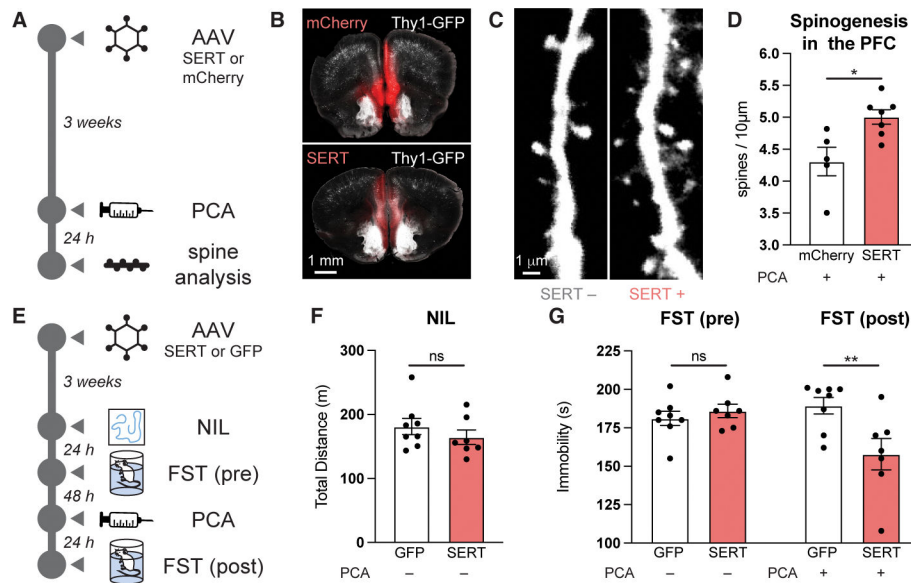 A
AAV
SERT or
mCherry
3 weeks
PCA
24 h
spine
analysis
B
mCherry Thy1-GFP
SERT Thy1-GFP
1 mm
C
1 μm
SERT – SERT +
D Spinogenesis
in the PFC
*
spines / 10μm
5.5
6.0
5.0
4.5
4.0
3.5
3.0
mCherry SERT
PCA + +
E
AAV
SERT or GFP
3 weeks
NIL
24 h
FST (pre)
48 h
PCA
24 h
FST (post)
F NIL
ns
Total Distance (m)
300
200
100
0
GFP SERT
PCA – –
G FST (pre) FST (post)
ns **
Immobility (s)
225
200
175
150
125
100
GFP SERT GFP SERT
PCA – – + +